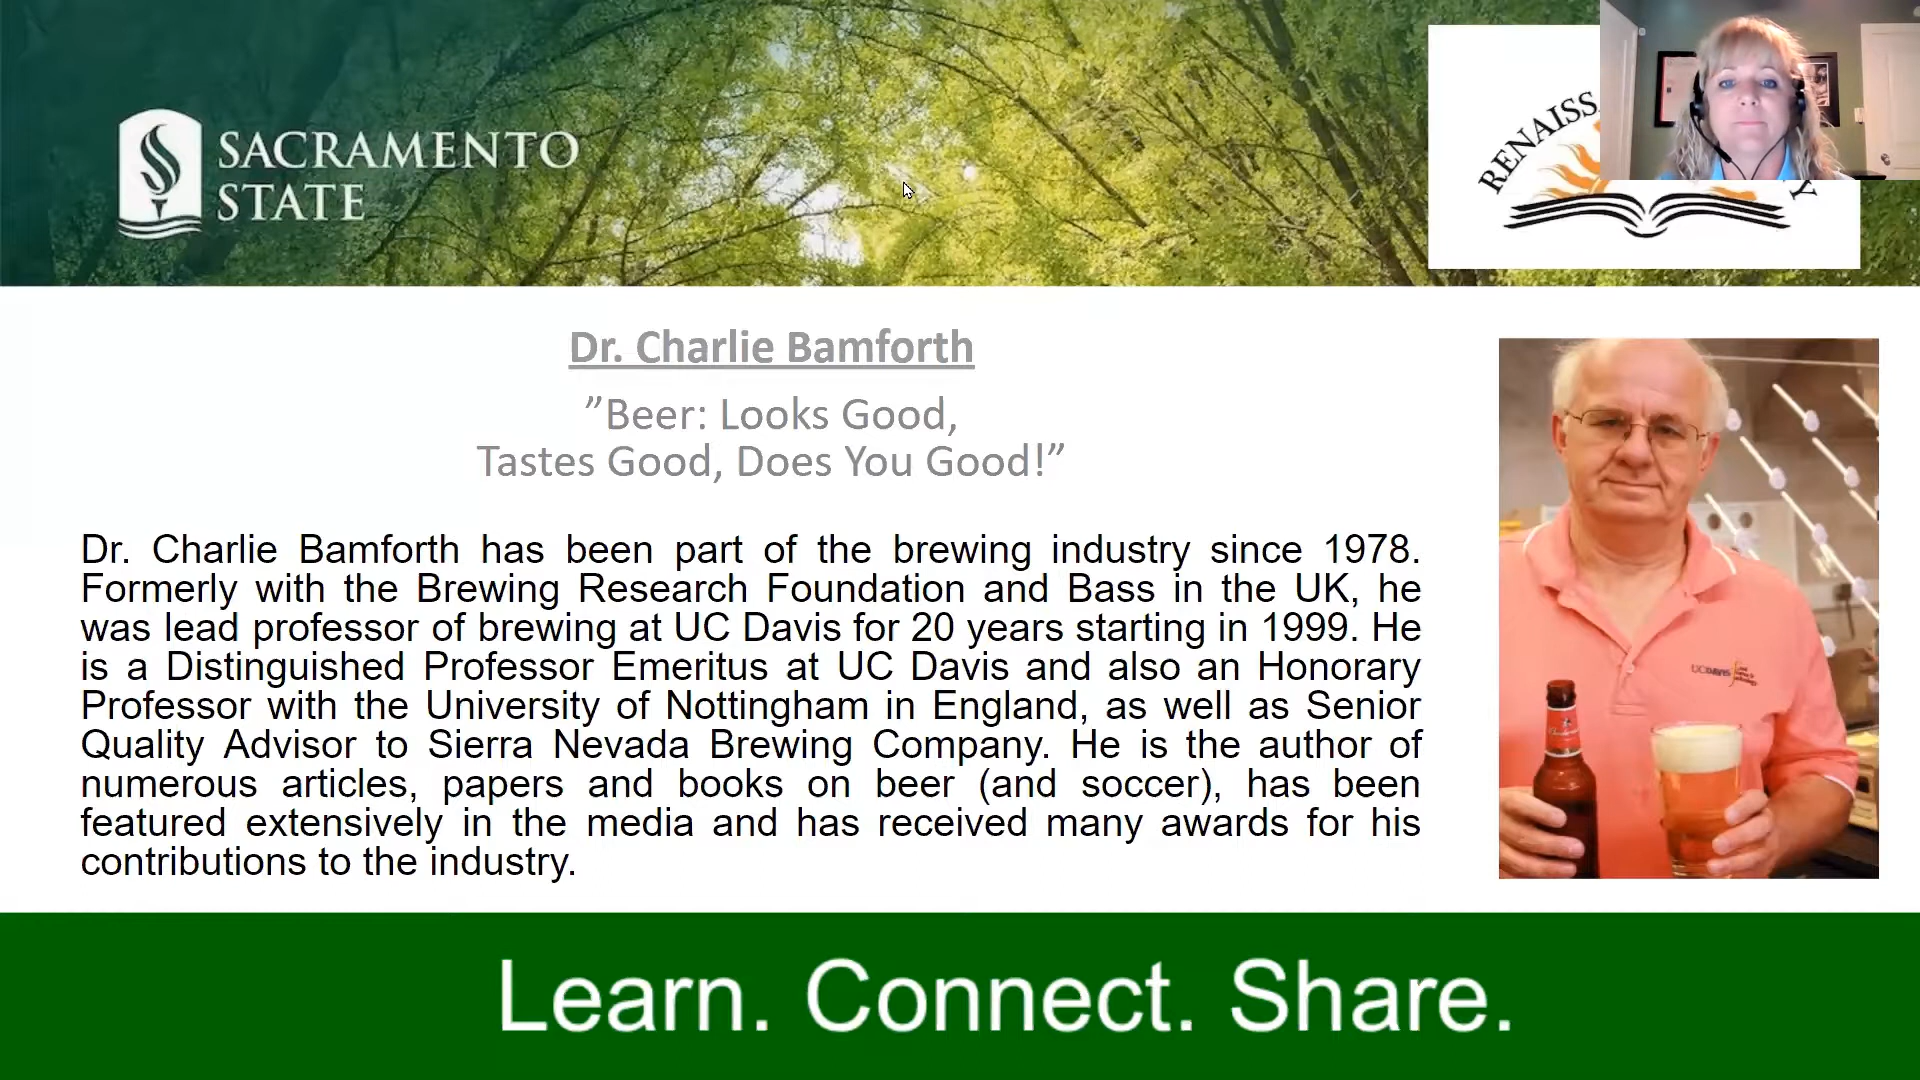 SACRAMENTO
STATE
RENAISS
Y
Dr. Charlie Bamforth
”Beer: Looks Good,
Tastes Good, Does You Good!”
Dr. Charlie Bamforth has been part of the brewing industry since 1978.
Formerly with the Brewing Research Foundation and Bass in the UK, he
was lead professor of brewing at UC Davis for 20 years starting in 1999. He
is a Distinguished Professor Emeritus at UC Davis and also an Honorary
Professor with the University of Nottingham in England, as well as Senior
Quality Advisor to Sierra Nevada Brewing Company. He is the author of
numerous articles, papers and books on beer (and soccer), has been
featured extensively in the media and has received many awards for his
contributions to the industry.
UCDAVIS
Learn. Connect. Share.